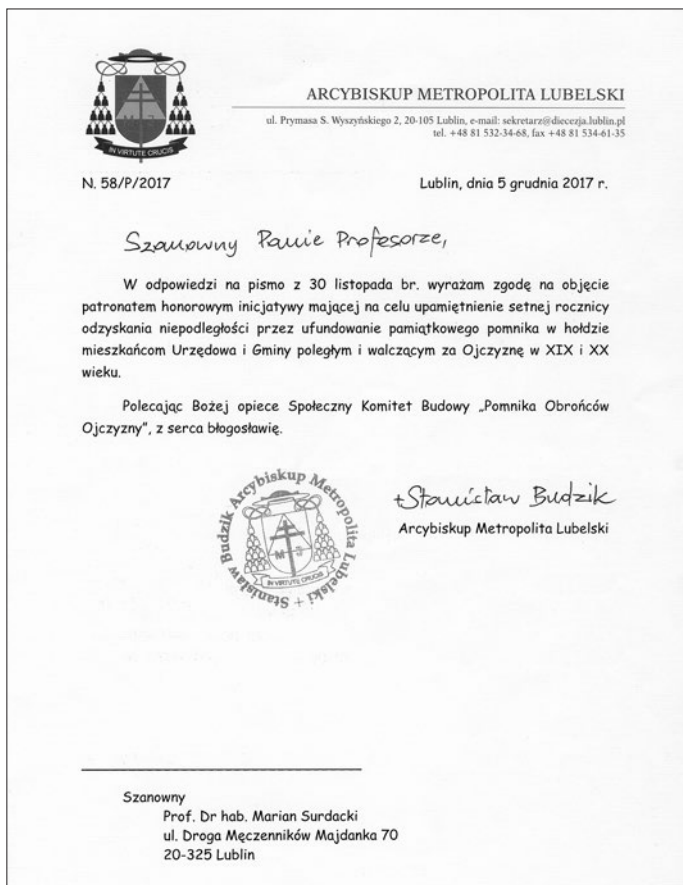 M J
IN VIRTUTE CRUCIS
ARCYBISKUP METROPOLITA LUBELSKI
ul. Prymasa S. Wyszyńskiego 2, 20-105 Lublin, e-mail: sekretarz@diecezja.lublin.pl
tel. +48 81 532-34-68, fax +48 81 534-61-35
N. 58/P/2017
Lublin, dnia 5 grudnia 2017 r.
Szanowny Panie Profesorze,
W odpowiedzi na pismo z 30 listopada br. wyrażam zgodę na objęcie
patronatem honorowym inicjatywy mającej na celu upamiętnienie setnej rocznicy
odzyskania niepodległości przez ufundowanie pamiątkowego pomnika w hołdzie
mieszkańcom Urzędowa i Gminy poległym i walczącym za Ojczyznę w XIX i XX
wieku.
Polecając Bożej opiece Społeczny Komitet Budowy „Pomnika Obrońców
Ojczyzny”, z serca błogosławię.
Stanisław Budzik Arcybiskup Metropolita Lubelski +
M J
IN VIRTUTE CRUCIS
+Stanisław Budzik
Arcybiskup Metropolita Lubelski
Szanowny
Prof. Dr hab. Marian Surdacki
ul. Droga Męczenników Majdanka 70
20-325 Lublin